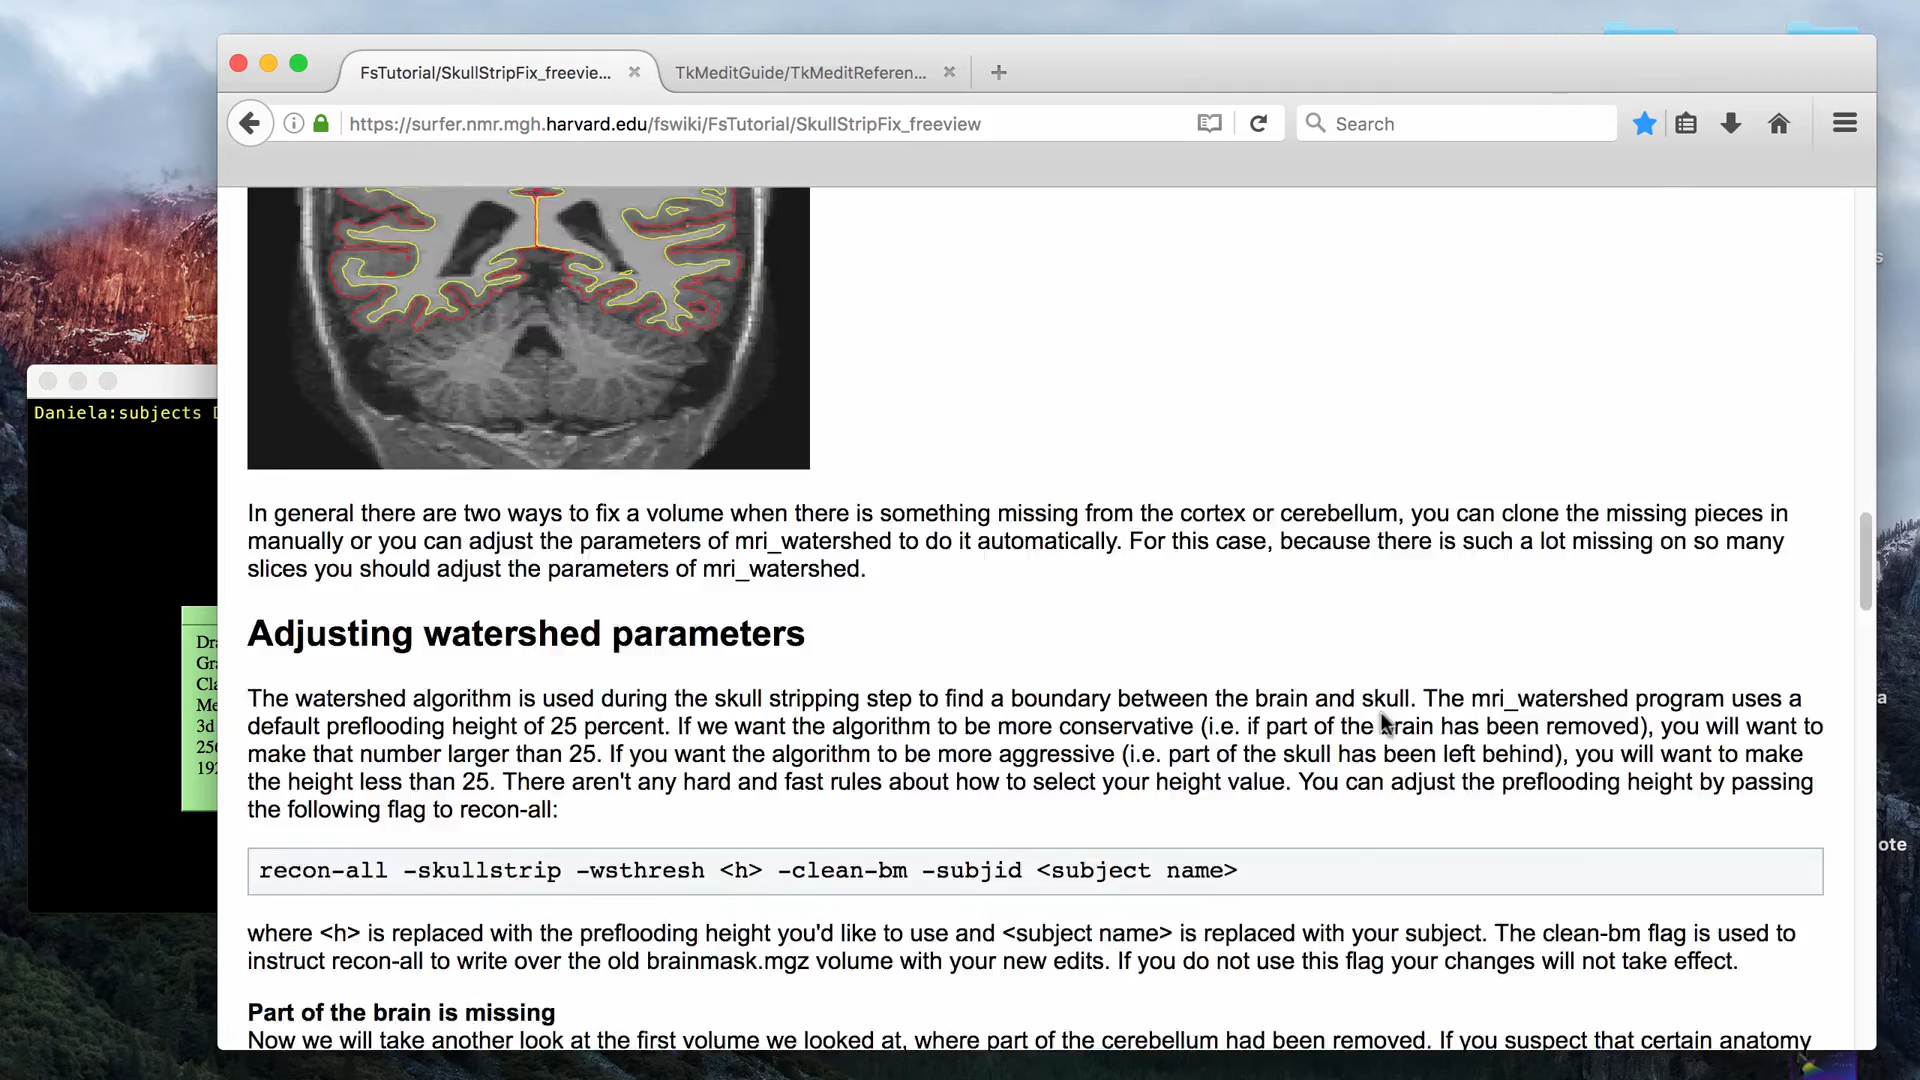 FsTutorial/SkullStripFix_freevie...
TkMeditGuide/TkMeditReferen...
https://surfer.nmr.mgh.harvard.edu/fswiki/FsTutorial/SkullStripFix_freeview
Search
Daniela:subjects
In general there are two ways to fix a volume when there is something missing from the cortex or cerebellum, you can clone the missing pieces in
manually or you can adjust the parameters of mri_watershed to do it automatically. For this case, because there is such a lot missing on so many
slices you should adjust the parameters of mri_watershed.
Dra
Gra
Cla
Me
3d
256
192
Adjusting watershed parameters
The watershed algorithm is used during the skull stripping step to find a boundary between the brain and skull. The mri_watershed program uses a
default preflooding height of 25 percent. If we want the algorithm to be more conservative (i.e. if part of the brain has been removed), you will want to
make that number larger than 25. If you want the algorithm to be more aggressive (i.e. part of the skull has been left behind), you will want to make
the height less than 25. There aren't any hard and fast rules about how to select your height value. You can adjust the preflooding height by passing
the following flag to recon-all:
recon-all -skullstrip -wsthresh <h> -clean-bm -subjid <subject name>
where <h> is replaced with the preflooding height you'd like to use and <subject name> is replaced with your subject. The clean-bm flag is used to
instruct recon-all to write over the old brainmask.mgz volume with your new edits. If you do not use this flag your changes will not take effect.
Part of the brain is missing
Now we will take another look at the first volume we looked at, where part of the cerebellum had been removed. If you suspect that certain anatomy
s
a
ote